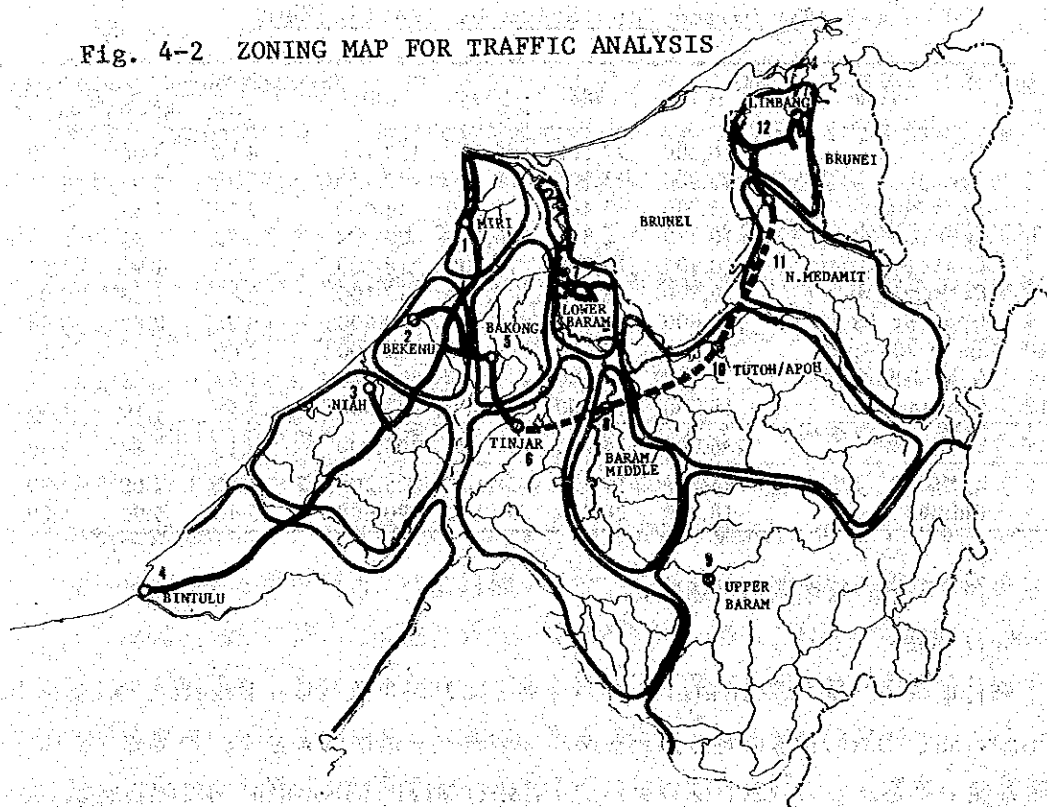 Fig. 4-2 ZONING MAP FOR TRAFFIC ANALYSIS
LIMBANG
12
BRUNEI
BRUNEI
MIRI
1
11
N.MEDAMIT
LOWER
BARAM
BAKONG
5
2
BEKENU
10 TUTOH/APOH
3
NIAH
TINJAR
6
8
BARAM/
MIDDLE
9
UPPER
BARAM
4
BINTULU